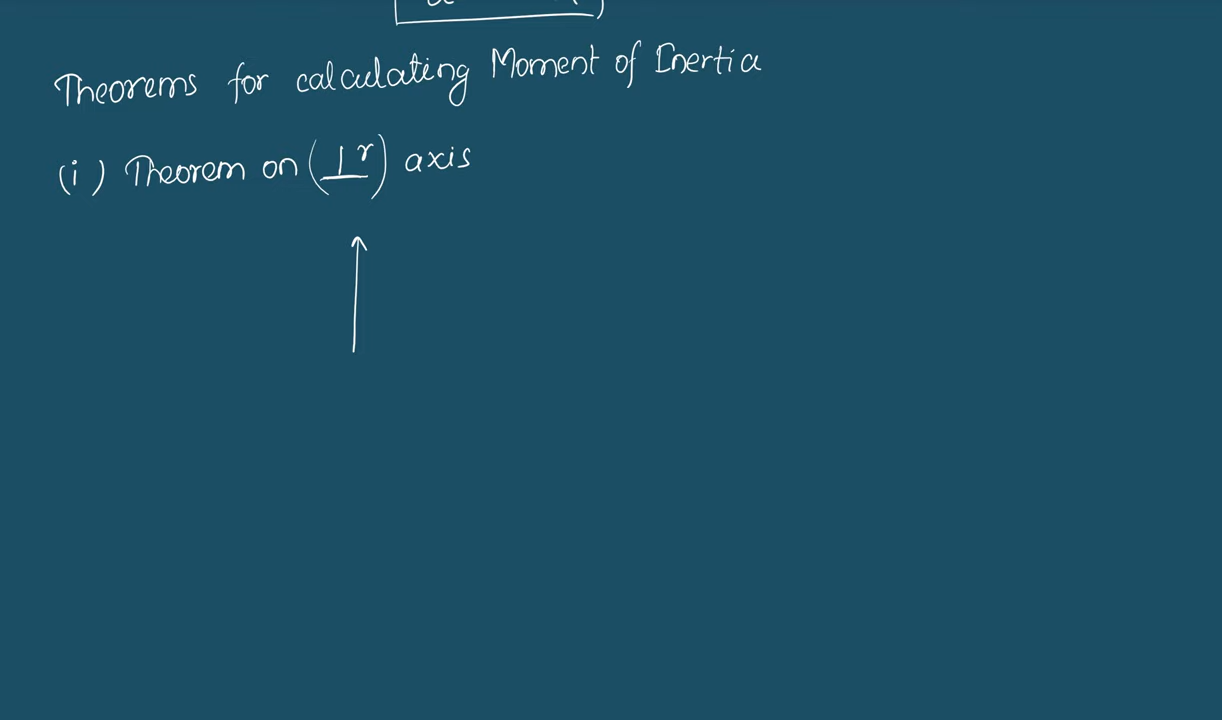 Theorems for calculating Moment of Inertia
(i) Theorem on (⊥r) axis